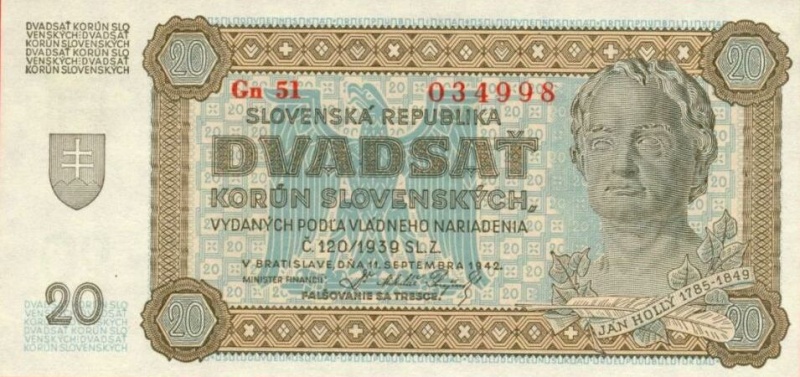 DVADSAŤ KORÚN SLO
VENSKÝCH DVADSAŤ
KORÚN SLOVENSKÝCH
DVADSAŤ KORÚN SLO
VENSKÝCH DVADSAŤ
KORÚN SLOVENSKÝCH
20
20
Gn 51 034998
SLOVENSKÁ REPUBLIKA
DVADSAŤ
KORÚN SLOVENSKÝCH,
VYDANÝCH PODĽA VLÁDNEHO NARIADENIA
Č. 120/1939 SL. Z.
V BRATISLAVE, DŇA 11. SEPTEMBRA 1942.
MINISTER FINANCIÍ:
FALŠOVANIE SA TRESCE.
JÁN HOLLÝ 1785-1849
20
DVADSAŤ KORÚN SLO
VENSKÝCH DVADSAŤ
KORÚN SLOVENSKÝCH
DVADSAŤ KORÚN SLO
VENSKÝCH DVADSAŤ
KORÚN SLOVENSKÝCH
20
20